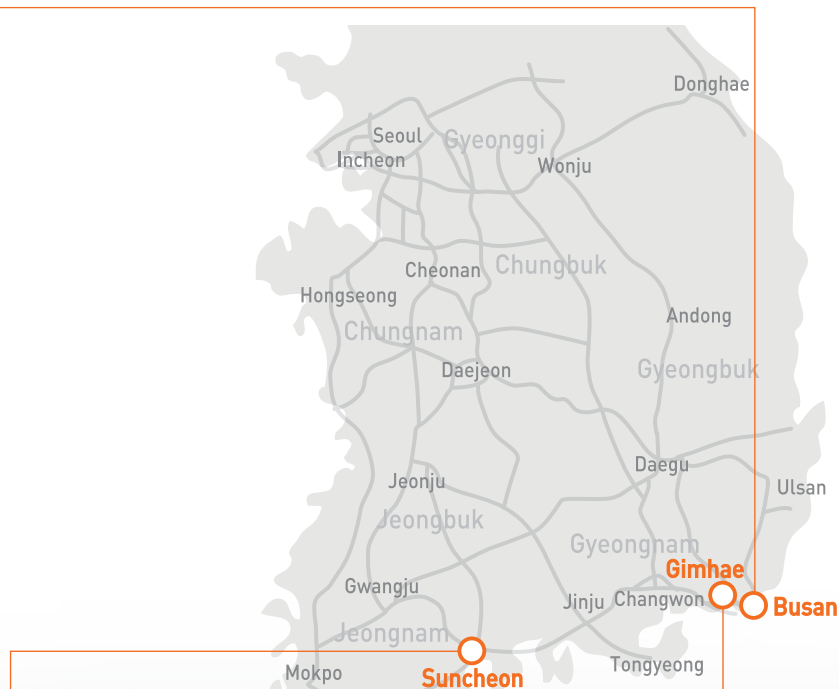 Donghae
Seoul
Gyeonggi
Incheon
Wonju
Cheonan
Chungbuk
Hongseong
Andong
Chungnam
Gyeongbuk
Daejeon
Daegu
Jeonju
Ulsan
Jeongbuk
Gyeongnam
Gimhae
Gwangju
Jinju
Changwon
Busan
Jeongnam
Tongyeong
Mokpo
Suncheon